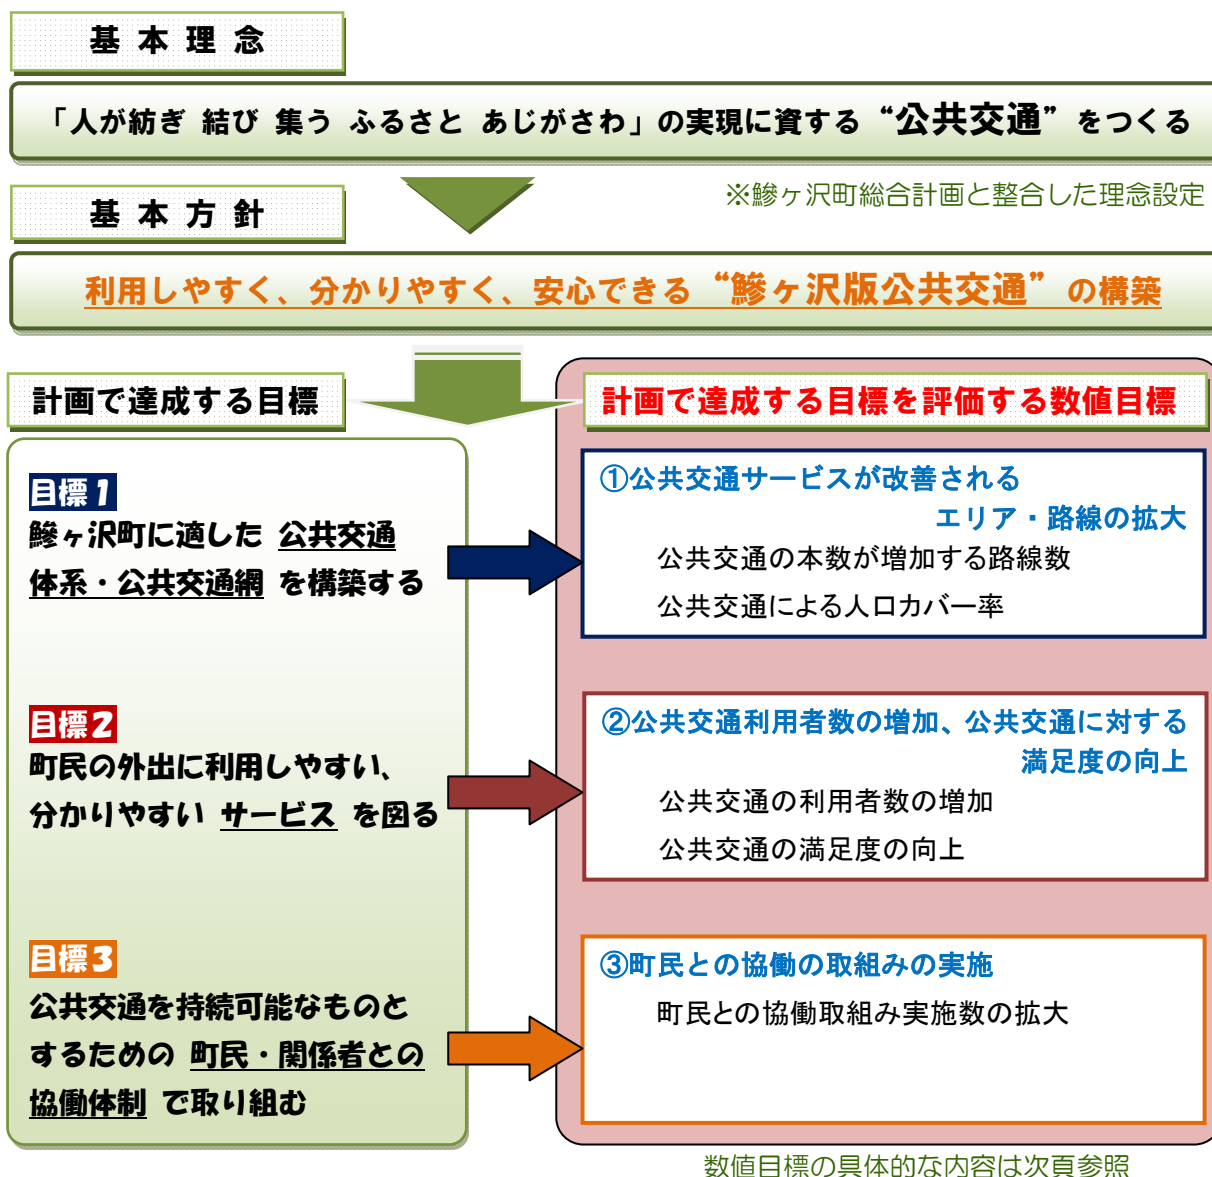 基本理念
「人が紡ぎ 結び 集う ふるさと あじがさわ」の実現に資する“公共交通”をつくる
※鰺ヶ沢町総合計画と整合した理念設定
基本方針
利用しやすく、分かりやすく、安心できる“鰺ヶ沢版公共交通”の構築
計画で達成する目標
目標1
鰺ヶ沢町に適した 公共交通
体系・公共交通網 を構築する
目標2
町民の外出に利用しやすい、
分かりやすい サービス を図る
目標3
公共交通を持続可能なものと
するための 町民・関係者との
協働体制 で取り組む
計画で達成する目標を評価する数値目標
①公共交通サービスが改善される
エリア・路線の拡大
公共交通の本数が増加する路線数
公共交通による人口カバー率
②公共交通利用者数の増加、公共交通に対する
満足度の向上
公共交通の利用者数の増加
公共交通の満足度の向上
③町民との協働の取組みの実施
町民との協働取組み実施数の拡大
数値目標の具体的な内容は次頁参照